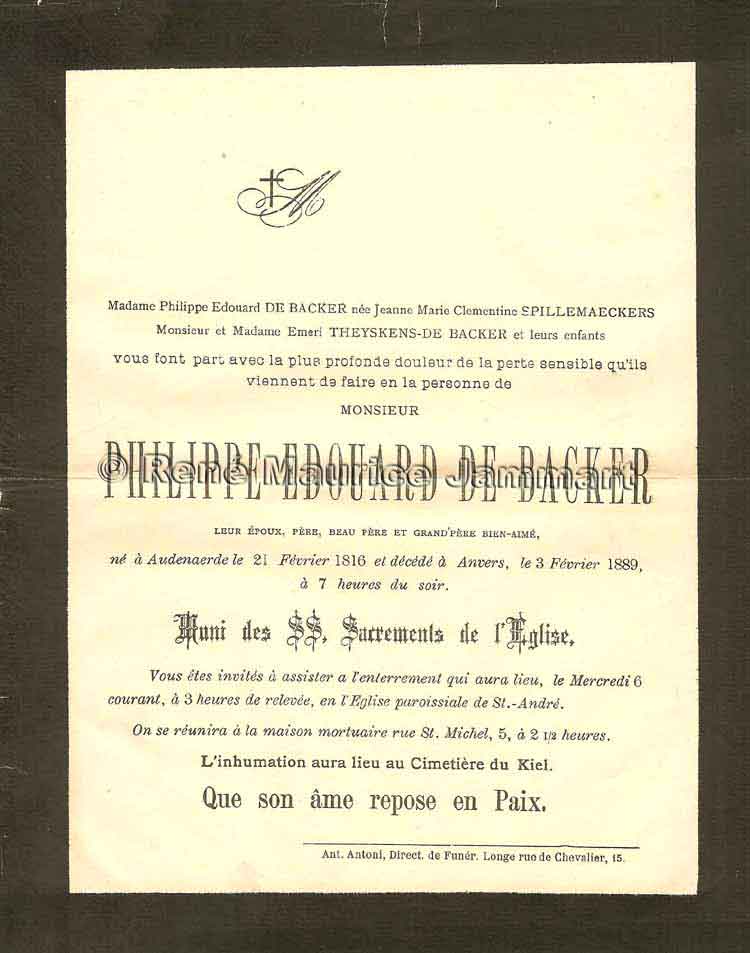 †M
Madame Philippe Edouard DE BACKER née Jeanne Marie Clementine SPILLEMAECKERS
Monsieur et Madame Emeri THEYSKENS-DE BACKER et leurs enfants
vous font part avec la plus profonde douleur de la perte sensible qu'ils
viennent de faire en la personne de
MONSIEUR
PHILIPPE EDOUARD DE BACKER
© René Maurice Jammart
LEUR ÉPOUX, PÈRE, BEAU PÈRE ET GRAND'PÈRE BIEN-AIMÉ,
né à Audenaerde le 21 Février 1816 et décédé à Anvers, le 3 Février 1889,
à 7 heures du soir.
Muni des SS. Sacrements de l'Eglise.
Vous êtes invités à assister a l'enterrement qui aura lieu, le Mercredi 6
courant, à 3 heures de relevée, en l'Eglise paroissiale de St.-André.
On se réunira à la maison mortuaire rue St. Michel, 5, à 2 1/2 heures.
L'inhumation aura lieu au Cimetière du Kiel.
Que son âme repose en Paix.
Ant. Antoni, Direct. de Funér. Longe rue de Chevalier, 15.